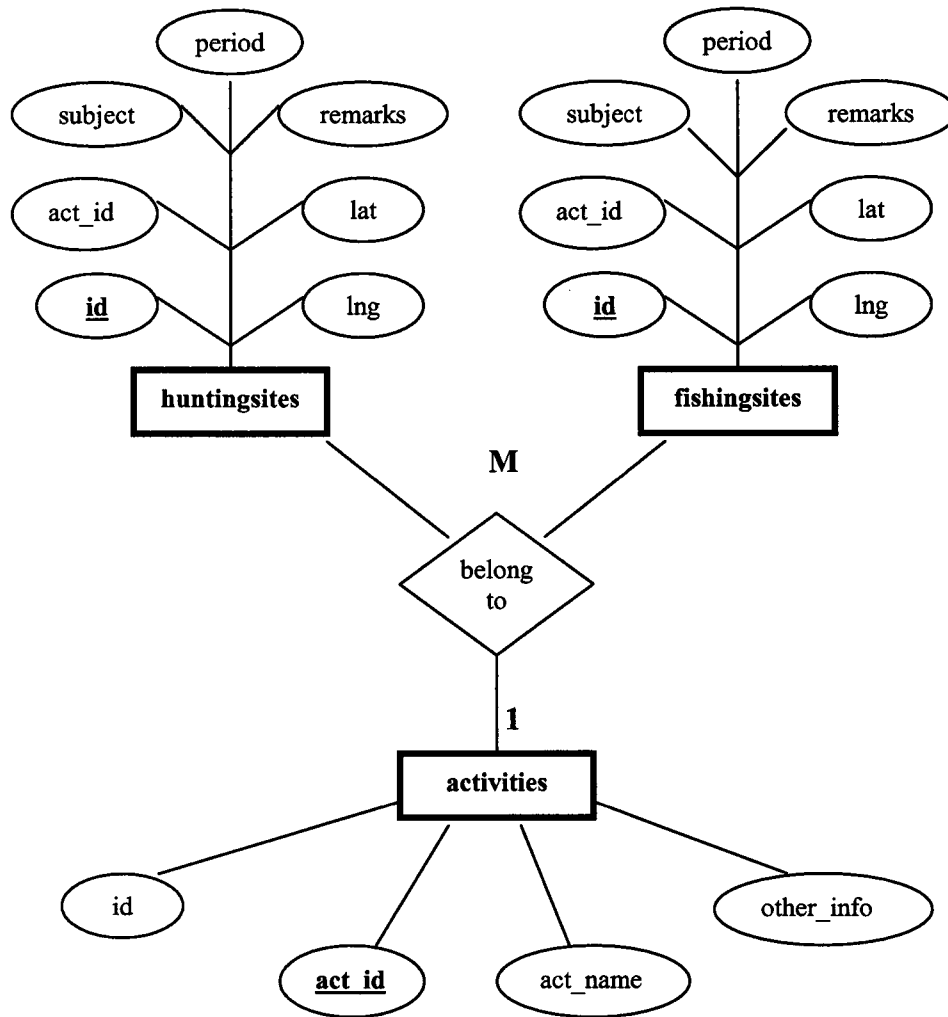 period
period
subject
remarks
subject
remarks
act_id
lat
act_id
lat
id
lng
id
lng
huntingsites
fishingsites
M
belong
to
1
activities
id
other_info
act_id
act_name